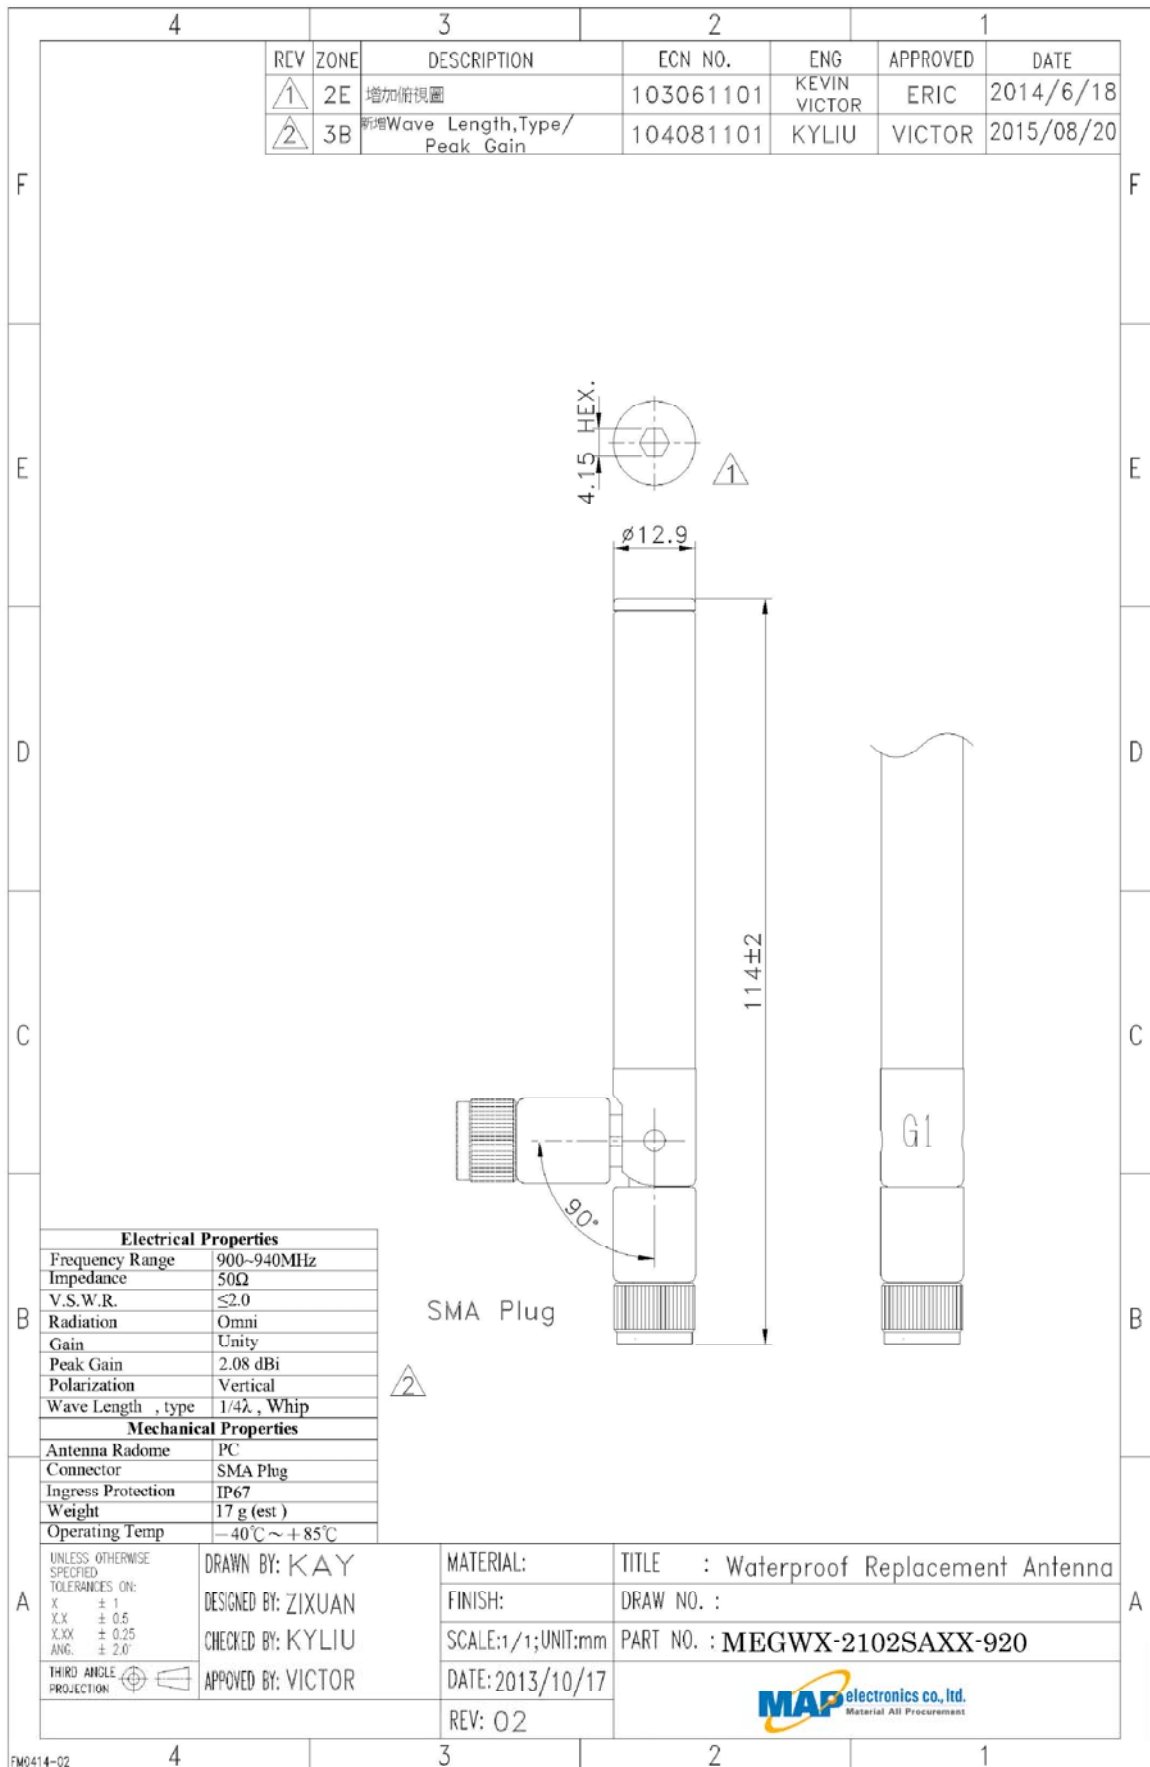 4 3 2 1
REV ZONE DESCRIPTION ECN NO. ENG APPROVED DATE
1 2E 增加俯視圖 103061101 KEVIN VICTOR ERIC 2014/6/18
2 3B 新增Wave Length,Type/ Peak Gain 104081101 KYLIU VICTOR 2015/08/20
F F
4.15 HEX.
E 1 E
ø12.9
D D
114±2
C C
G1
90°
SMA Plug
B B
2
Electrical Properties
Frequency Range 900~940MHz
Impedance 50Ω
V.S.W.R. ≤2.0
Radiation Omni
Gain Unity
Peak Gain 2.08 dBi
Polarization Vertical
Wave Length , type 1/4λ , Whip
Mechanical Properties
Antenna Radome PC
Connector SMA Plug
Ingress Protection IP67
Weight 17 g (est )
Operating Temp －40℃～＋85℃
A A
UNLESS OTHERWISE
SPECFIED
TOLERANCES ON:
X ± 1
X.X ± 0.5
X.XX ± 0.25
ANG. ± 2.0°
THIRD ANGLE
PROJECTION
DRAWN BY: KAY
DESIGNED BY: ZIXUAN
CHECKED BY: KYLIU
APPOVED BY: VICTOR
MATERIAL:
FINISH:
SCALE:1/1;UNIT:mm
DATE:2013/10/17
REV: 02
TITLE : Waterproof Replacement Antenna
DRAW NO. :
PART NO. : MEGWX-2102SAXX-920
MAP electronics co., ltd.
Material All Procurement
FM0414-02
4 3 2 1